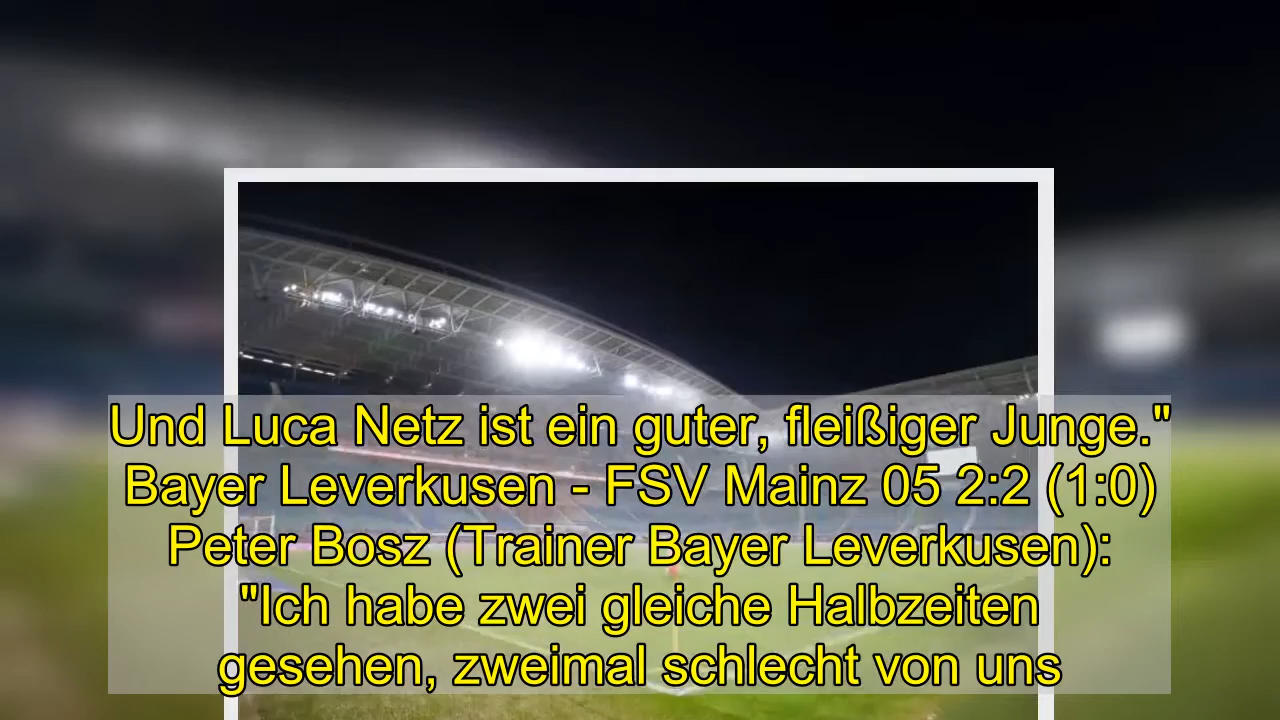 Und Luca Netz ist ein guter, fleißiger Junge."
Bayer Leverkusen - FSV Mainz 05 2:2 (1:0)
Peter Bosz (Trainer Bayer Leverkusen):
"Ich habe zwei gleiche Halbzeiten
gesehen, zweimal schlecht von uns